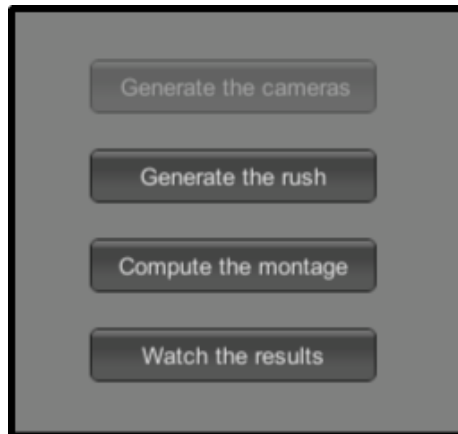 Generate the cameras
Generate the rush
Compute the montage
Watch the results